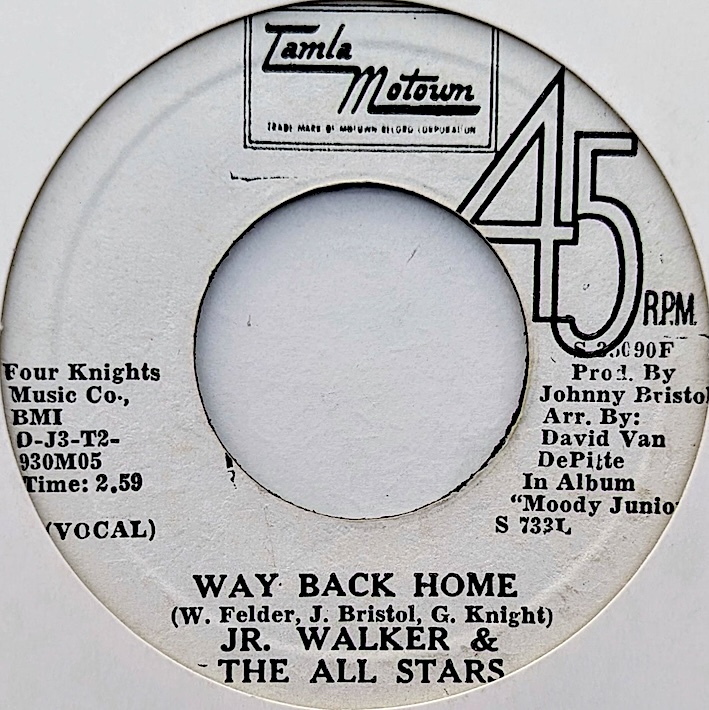 Tamla
Motown
TRADE MARK OF MOTOWN RECORD CORPORATION
45
R.P.M.
Four Knights
Music Co.,
BMI
D-J3-T2-
930M05
Time: 2.59
(VOCAL)
Prod. By
Johnny Bristol
Arr. By:
David Van
DePitte
In Album
“Moody Junio
S 733L
WAY BACK HOME
(W. Felder, J. Bristol, G. Knight)
JR. WALKER &
THE ALL STARS